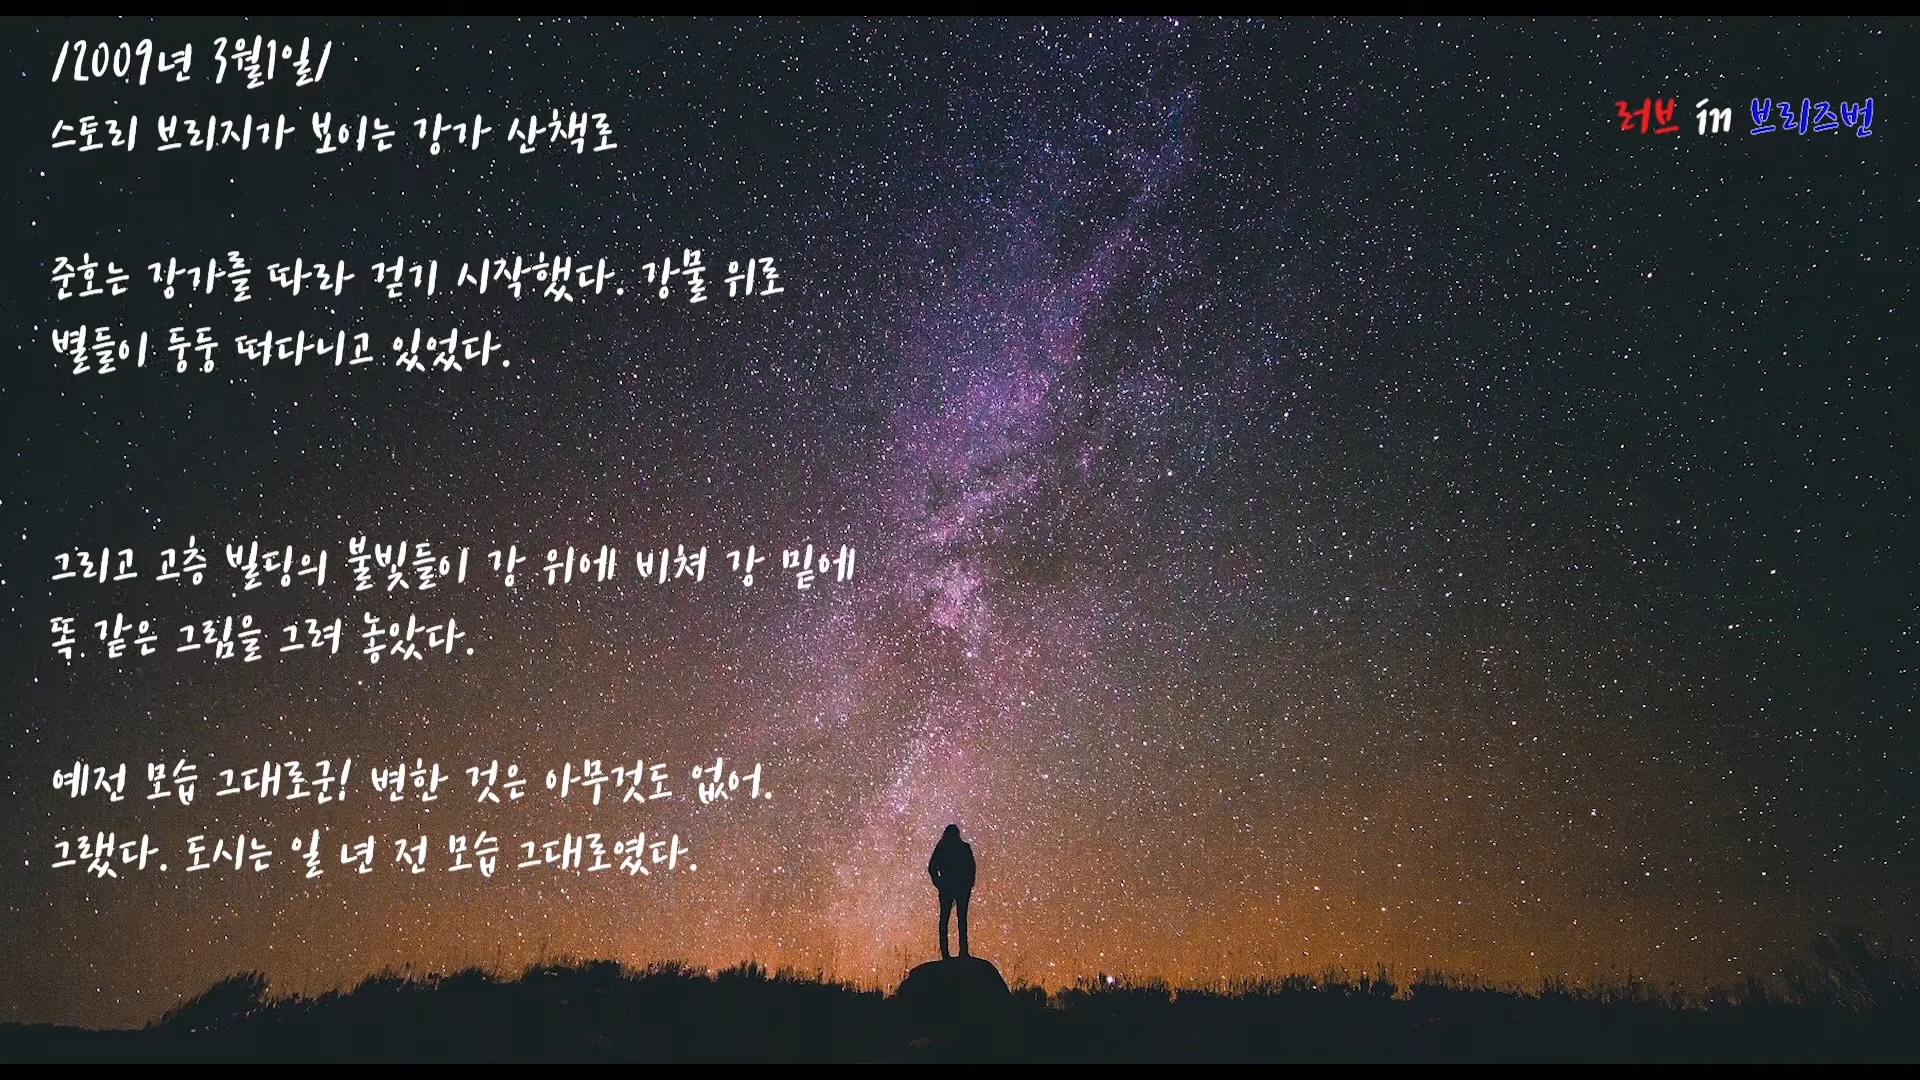 /2009년 3월1일/
스토리 브리지가 보이는 강가 산책로
러브 in 브리즈번
준호는 강가를 따라 걷기 시작했다. 강물 위로
별들이 둥둥 떠다니고 있었다.
그리고 고층 빌딩의 불빛들이 강 위에 비쳐 강 밑에
똑 같은 그림을 그려 놓았다.
예전 모습 그대로군! 변한 것은 아무것도 없어.
그랬다. 도시는 일 년 전 모습 그대로였다.